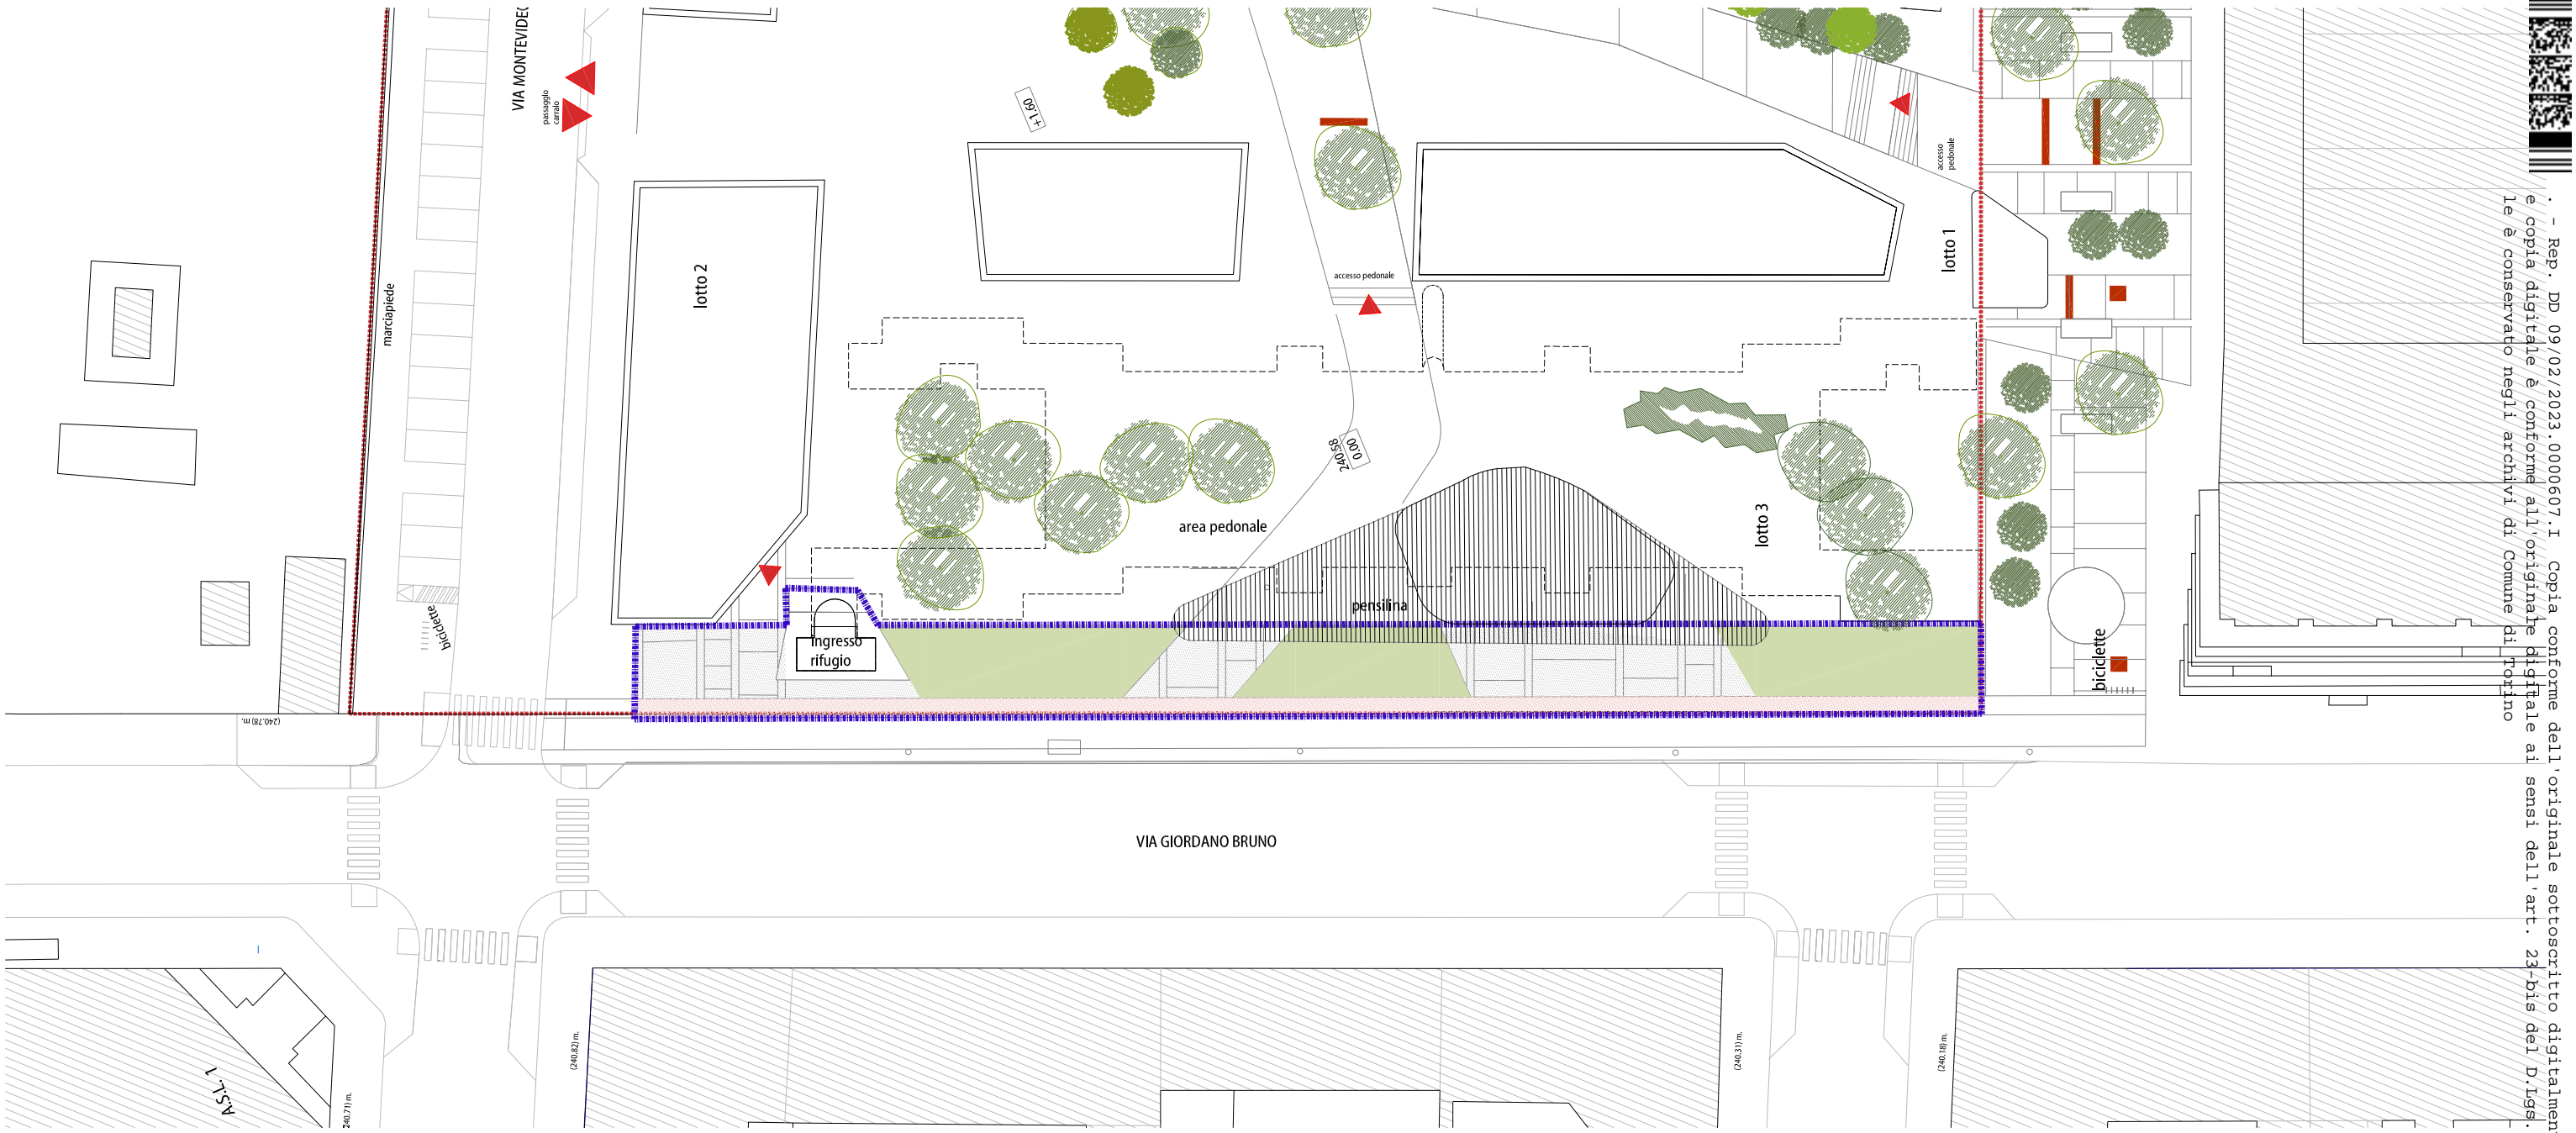 VIA MONTEVIDEO
passaggio
carraio
+1.60
accesso
pedonale
lotto 2
lotto 1
accesso pedonale
marciapiede
240.58
0.00
area pedonale
lotto 3
pensilina
biciclete
Ingresso
rifugio
biciclete
(240.78) m.
VIA GIORDANO BRUNO
A.S.L. 1
240.71) m.
(240.82) m.
(240.31) m.
(240.18) m.
. - Rep. DD 09/02/2023.0000607.I Copia conforme dell'originale sottoscritto digitalmen
e copia digitale è conforme all'originale digitale ai sensi dell'art. 23-bis del D.Lgs.
le è conservato negli archivi di Comune di Torino